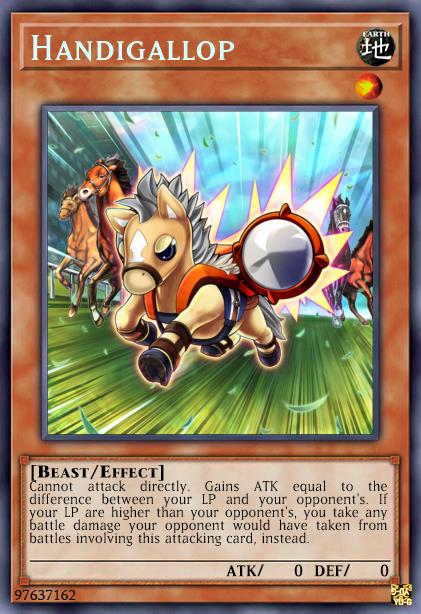 HANDIGALLOP
EARTH
地
[BEAST/EFFECT]
Cannot attack directly. Gains ATK equal to the
difference between your LP and your opponent's. If
your LP are higher than your opponent's, you take any
battle damage your opponent would have taken from
battles involving this attacking card, instead.
ATK/ 0 DEF/ 0
97637162